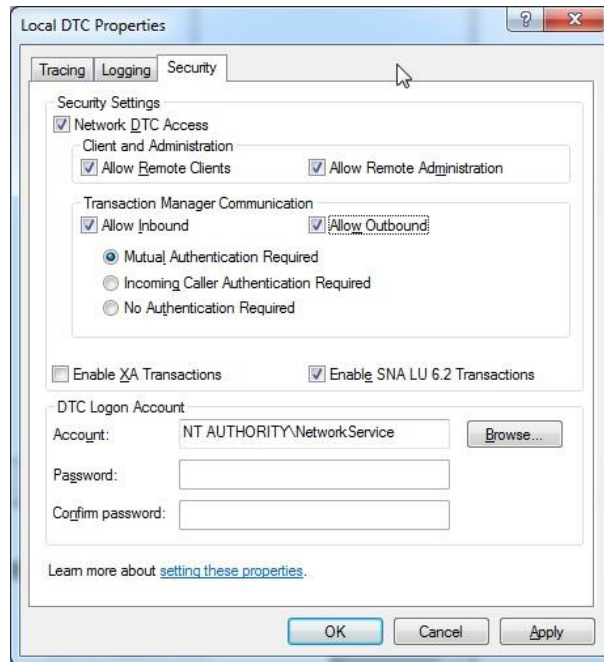 Local DTC Properties
Tracing Logging Security
Security Settings
Network DTC Access
Client and Administration
Allow Remote Clients Allow Remote Administration
Transaction Manager Communication
Allow Inbound Allow Outbound
Mutual Authentication Required
Incoming Caller Authentication Required
No Authentication Required
Enable XA Transactions Enable SNA LU 6.2 Transactions
DTC Logon Account
Account: NT AUTHORITY\NetworkService Browse...
Password:
Confirm password:
Learn more about setting these properties.
OK Cancel Apply